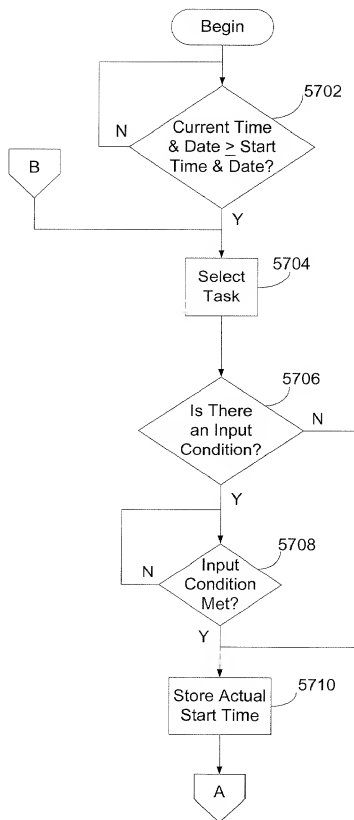 Begin
5702
N
Current Time
& Date ≥ Start
Time & Date?
B
Y
5704
Select
Task
5706
Is There
an Input
Condition?
N
Y
5708
Input
Condition
Met?
N
Y
5710
Store Actual
Start Time
A